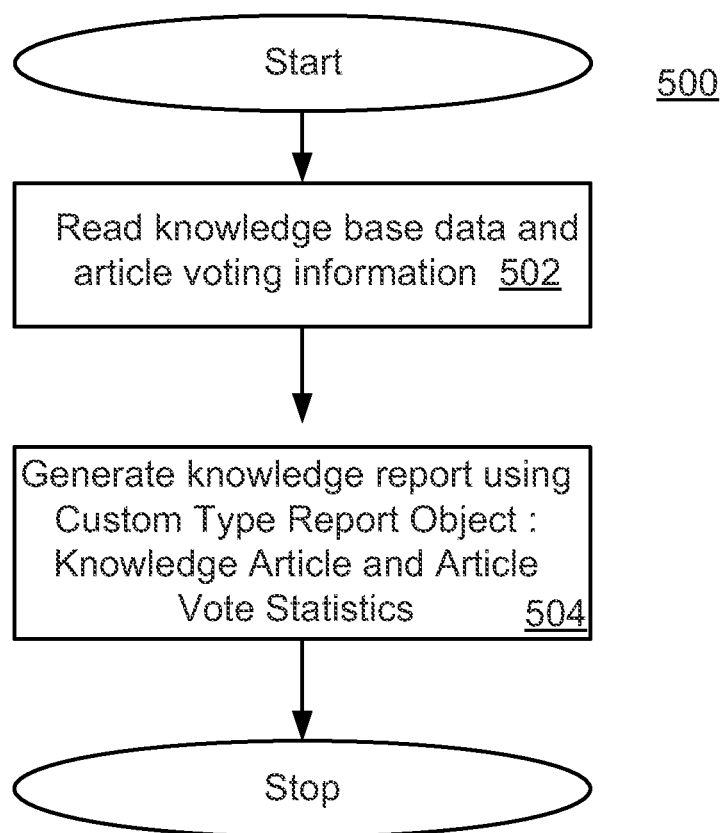 Start
500
Read knowledge base data and
article voting information 502
Generate knowledge report using
Custom Type Report Object :
Knowledge Article and Article
Vote Statistics 504
Stop